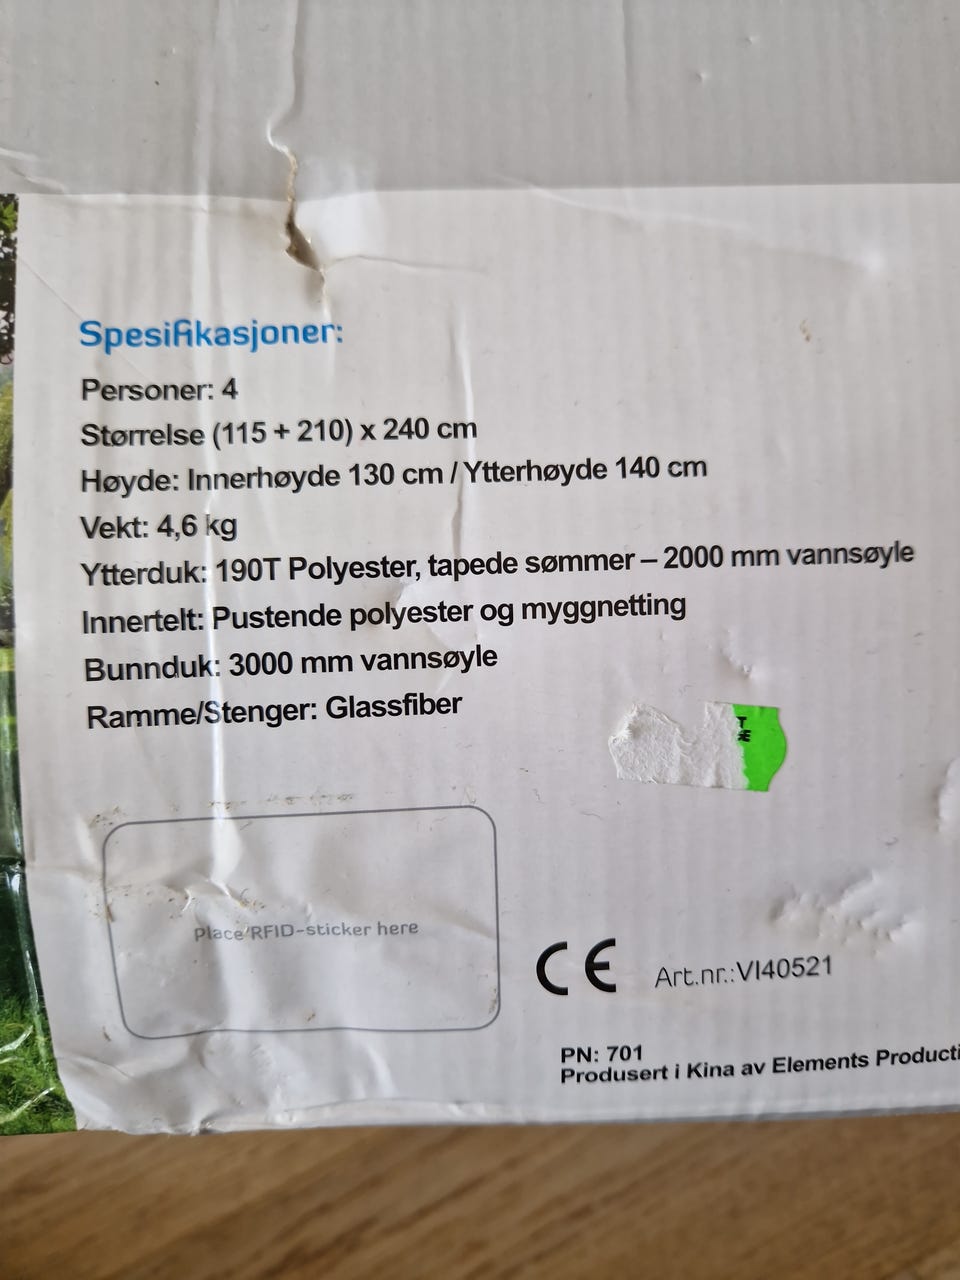 Spesifikasjoner:
Personer: 4
Størrelse (115 + 210) x 240 cm
Høyde: Innerhøyde 130 cm / Ytterhøyde 140 cm
Vekt: 4,6 kg
Ytterduk: 190T Polyester, tapede sømmer – 2000 mm vannsøyle
Innertelt: Pustende polyester og myggnetting
Bunnduk: 3000 mm vannsøyle
Ramme/Stenger: Glassfiber
Place RFID-sticker here
CE Art.nr.:VI40521
PN: 701
Produsert i Kina av Elements Producti